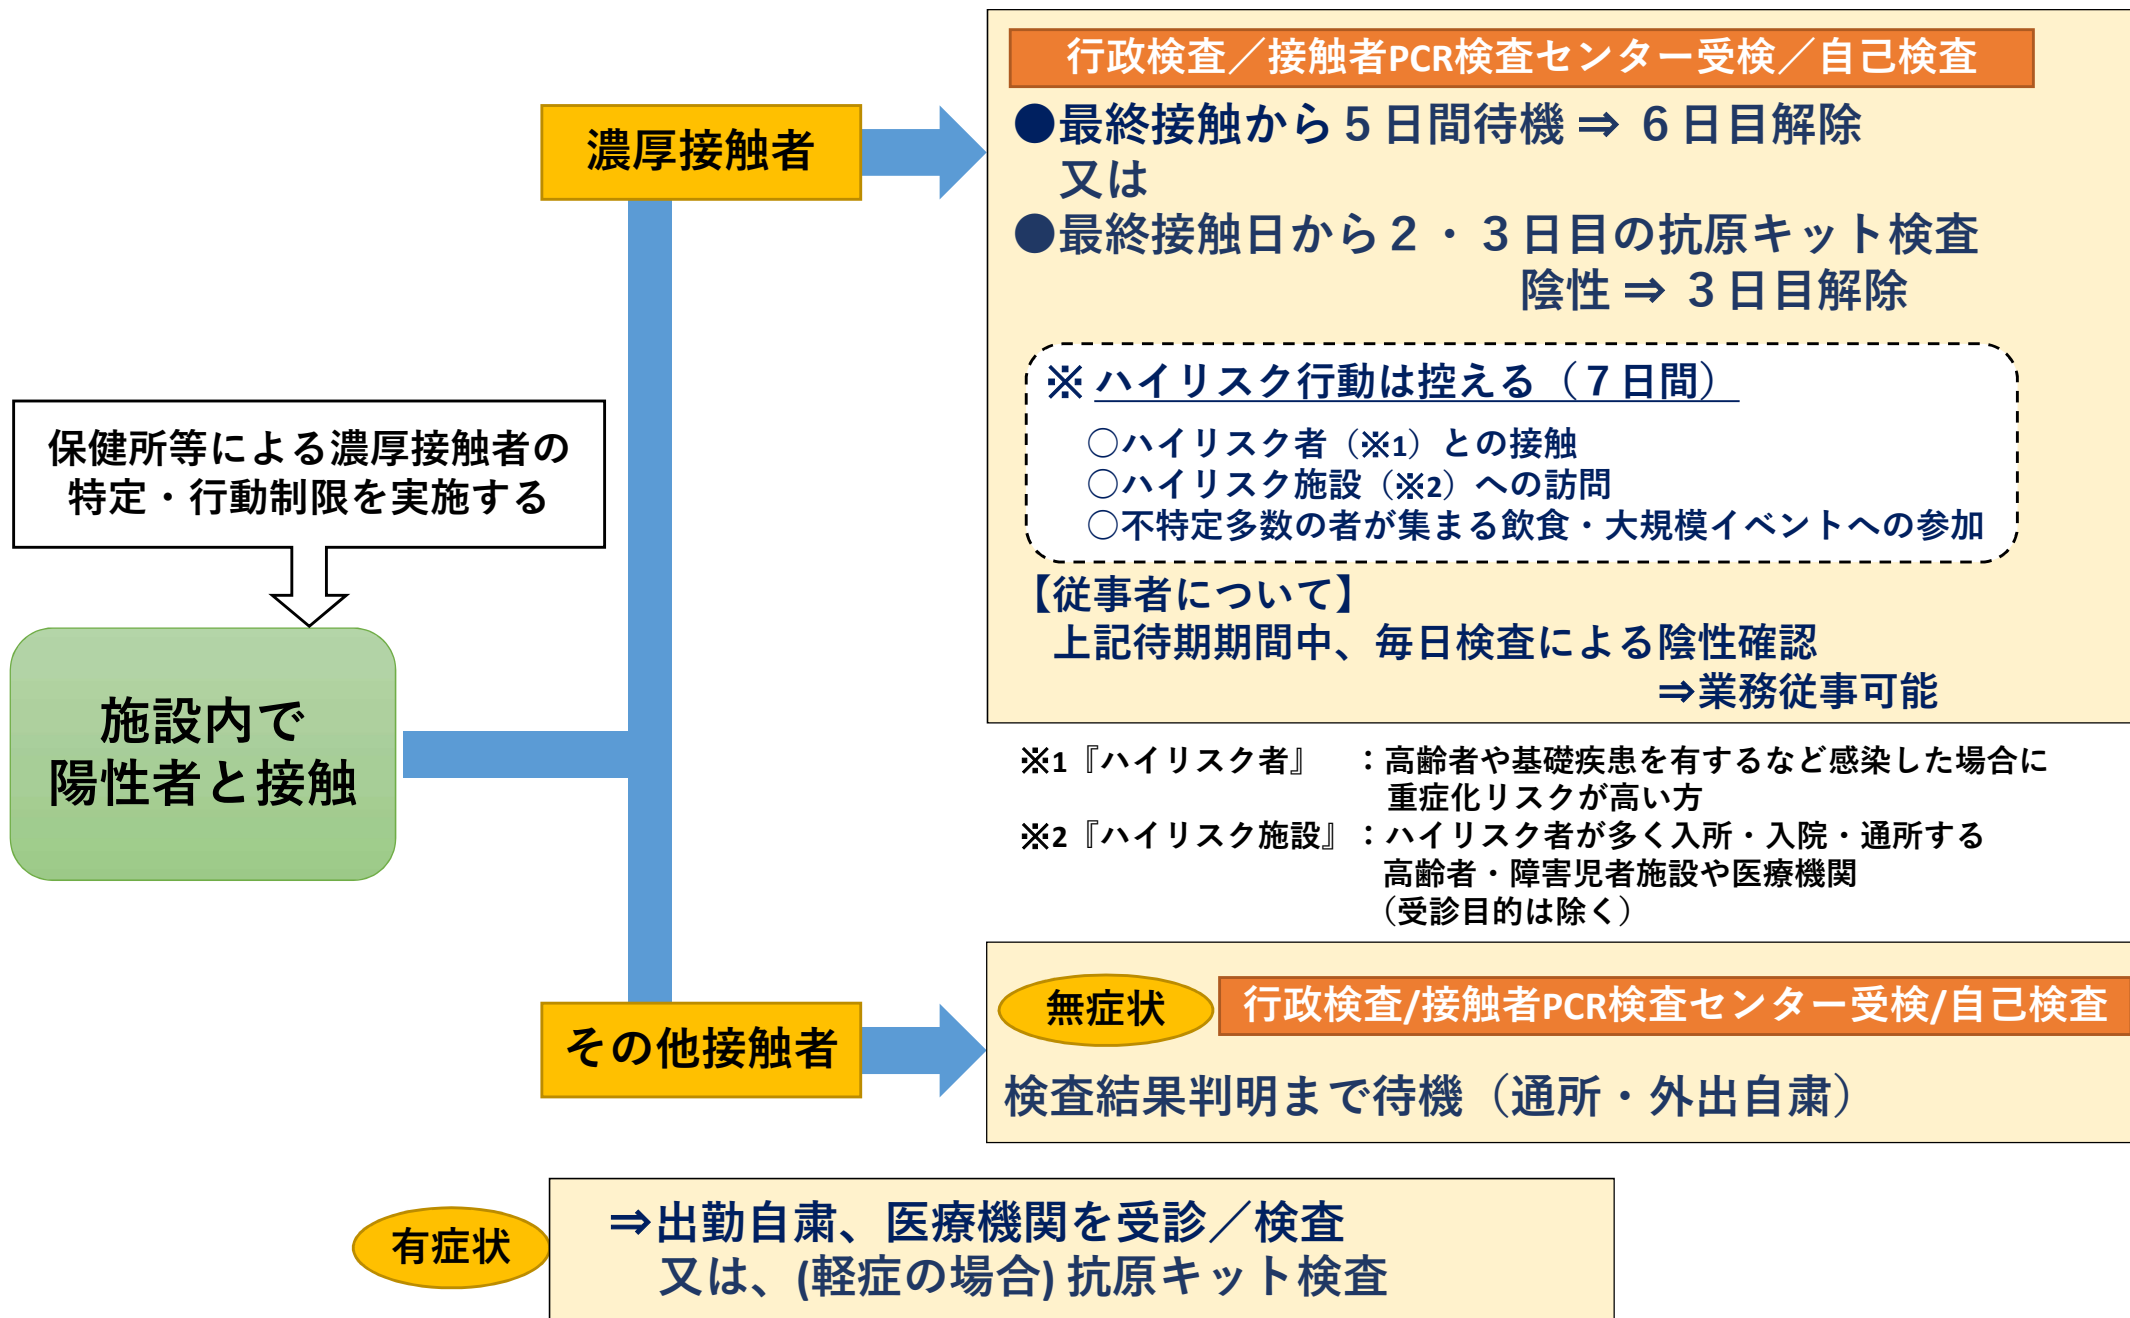 保健所等による濃厚接触者の
特定・行動制限を実施する
施設内で
陽性者と接触
濃厚接触者
行政検査／接触者PCR検査センター受検／自己検査
●最終接触から５日間待機 ⇒ ６日目解除
又は
●最終接触日から２・３日目の抗原キット検査
陰性 ⇒ ３日目解除
※ ハイリスク行動は控える（７日間）
○ハイリスク者（※1）との接触
○ハイリスク施設（※2）への訪問
○不特定多数の者が集まる飲食・大規模イベントへの参加
【従事者について】
上記待期期間中、毎日検査による陰性確認
⇒業務従事可能
※1『ハイリスク者』　：高齢者や基礎疾患を有するなど感染した場合に
重症化リスクが高い方
※2『ハイリスク施設』：ハイリスク者が多く入所・入院・通所する
高齢者・障害児者施設や医療機関
（受診目的は除く）
その他接触者
無症状
行政検査/接触者PCR検査センター受検/自己検査
検査結果判明まで待機（通所・外出自粛）
有症状
⇒出勤自粛、医療機関を受診／検査
又は、(軽症の場合) 抗原キット検査